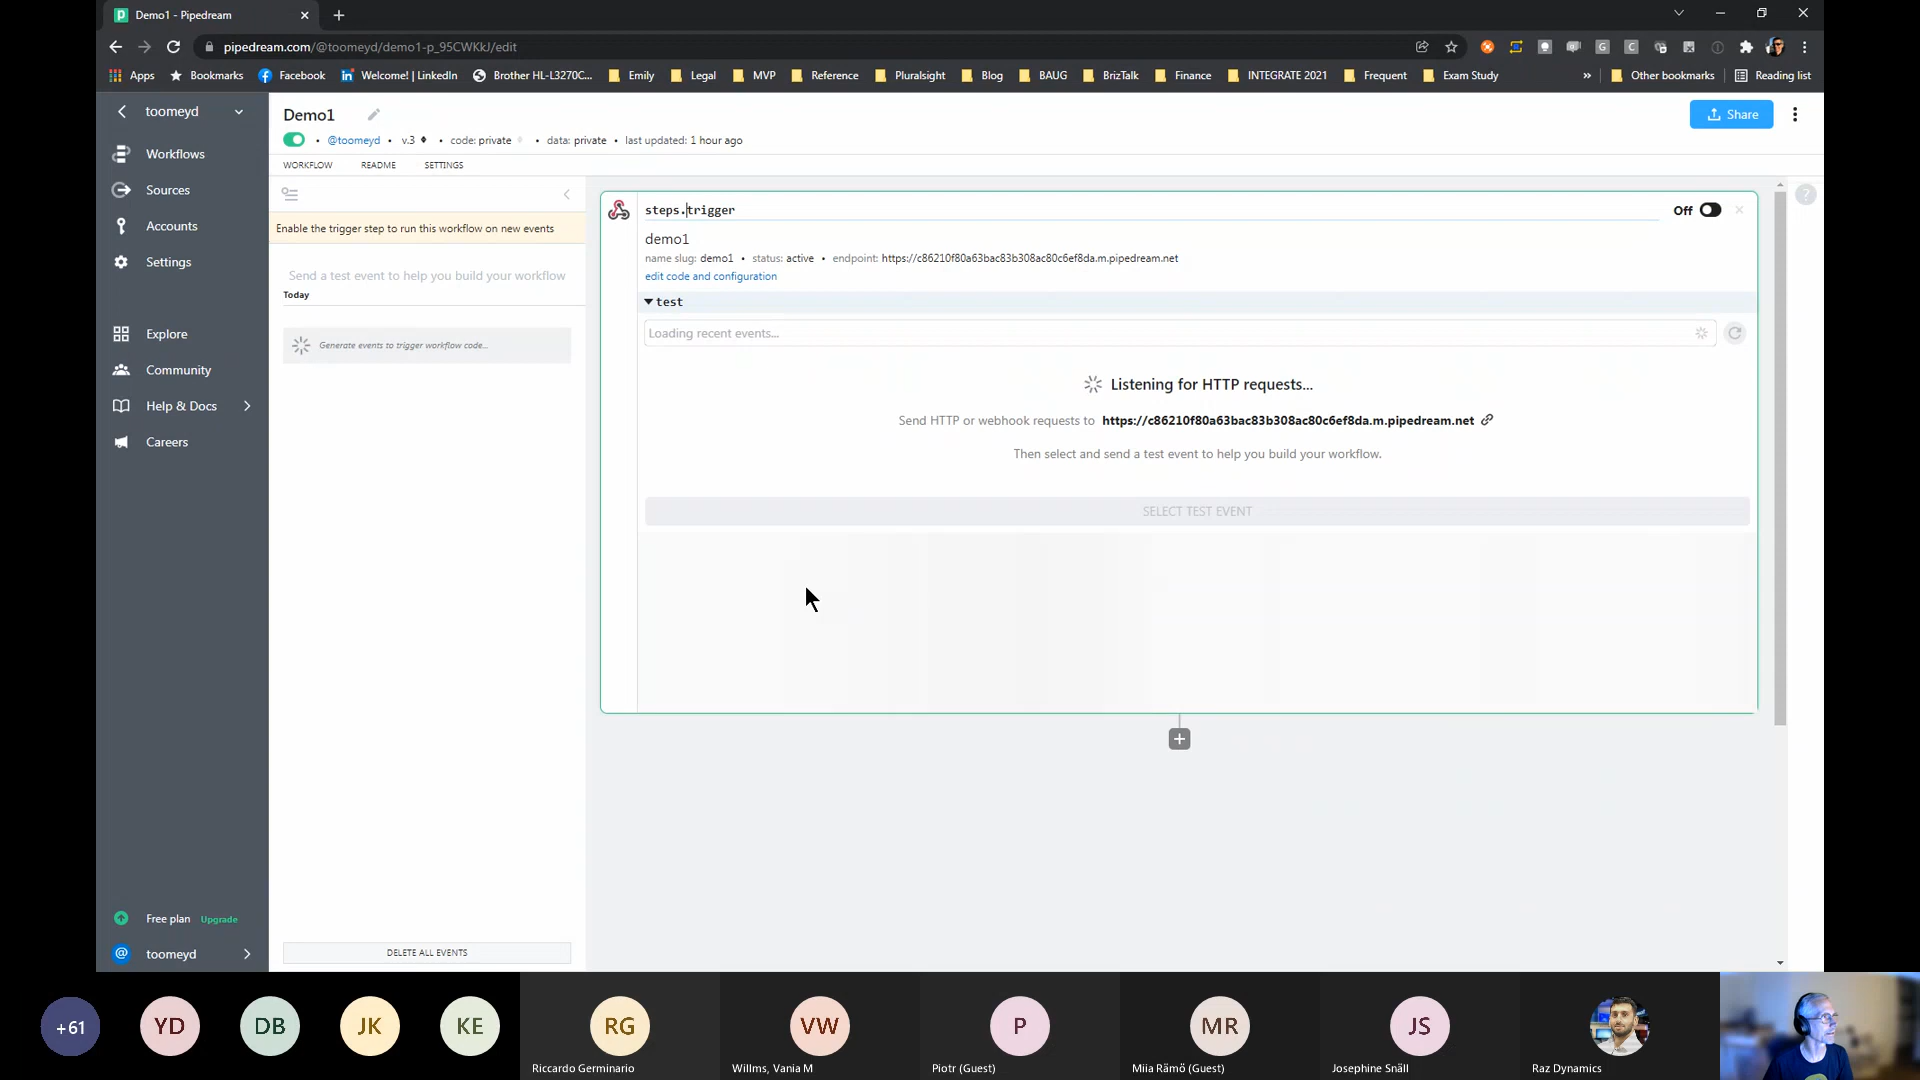 Demo1 - Pipedream
pipedream.com/@toomeyd/demo1-p_95CWKkJ/edit
Apps Bookmarks Facebook Welcome! | LinkedIn Brother HL-L3270C... Emily Legal MVP Reference Pluralsight Blog BAUG BrizTalk Finance INTEGRATE 2021 Frequent Exam Study » Other bookmarks Reading list
toomeyd
Workflows
Sources
Accounts
Settings
Explore
Community
Help & Docs
Careers
Free plan Upgrade
@ toomeyd
Demo1
Share
• @toomeyd • v.3 • code: private • data: private • last updated: 1 hour ago
WORKFLOW README SETTINGS
Enable the trigger step to run this workflow on new events
Send a test event to help you build your workflow
Today
Generate events to trigger workflow code...
DELETE ALL EVENTS
steps.trigger
Off
demo1
name slug: demo1 • status: active • endpoint: https://c86210f80a63bac83b308ac80c6ef8da.m.pipedream.net
edit code and configuration
test
Loading recent events...
Listening for HTTP requests...
Send HTTP or webhook requests to https://c86210f80a63bac83b308ac80c6ef8da.m.pipedream.net
Then select and send a test event to help you build your workflow.
SELECT TEST EVENT
+61 YD DB JK KE RG VW P MR JS
Riccardo Germinario Willms, Vania M Piotr (Guest) Miia Rämö (Guest) Josephine Snäll Raz Dynamics